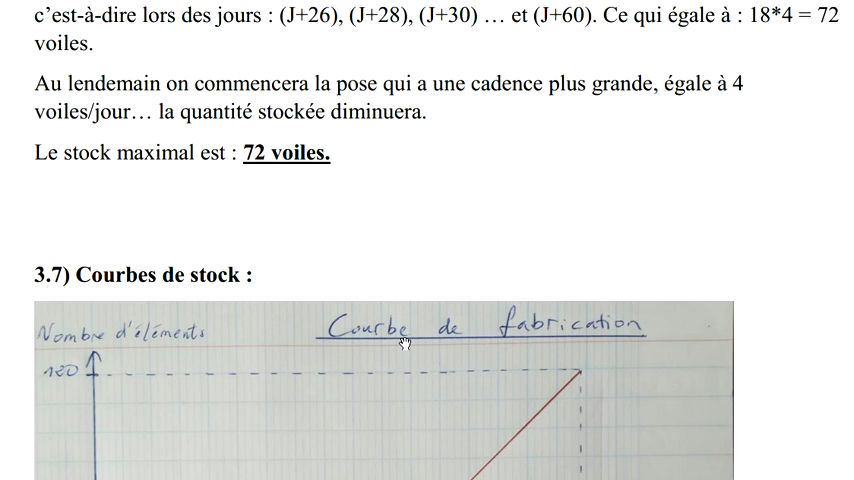 c’est-à-dire lors des jours : (J+26), (J+28), (J+30) … et (J+60). Ce qui égale à : 18*4 = 72
voiles.
Au lendemain on commencera la pose qui a une cadence plus grande, égale à 4
voiles/jour… la quantité stockée diminuera.
Le stock maximal est : 72 voiles.
3.7) Courbes de stock :
Nombre d'éléments
Courbe de fabrication
120